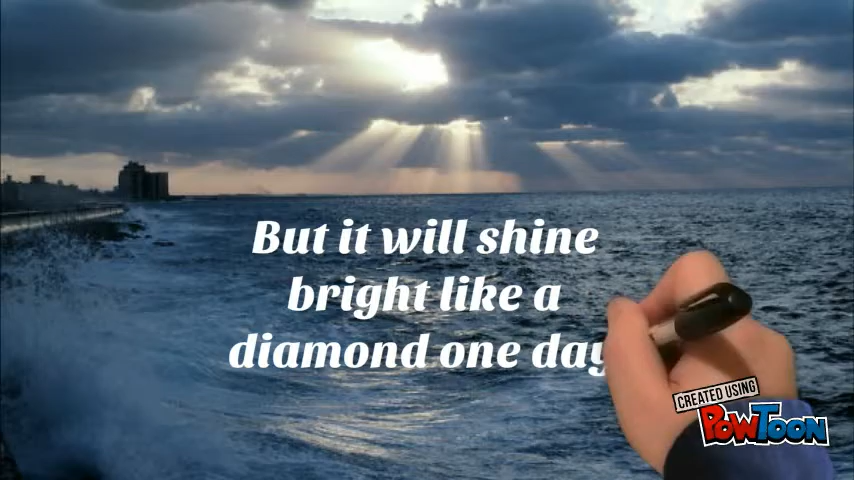 But it will shine
bright like a
diamond one day
CREATED USING
POWTOON